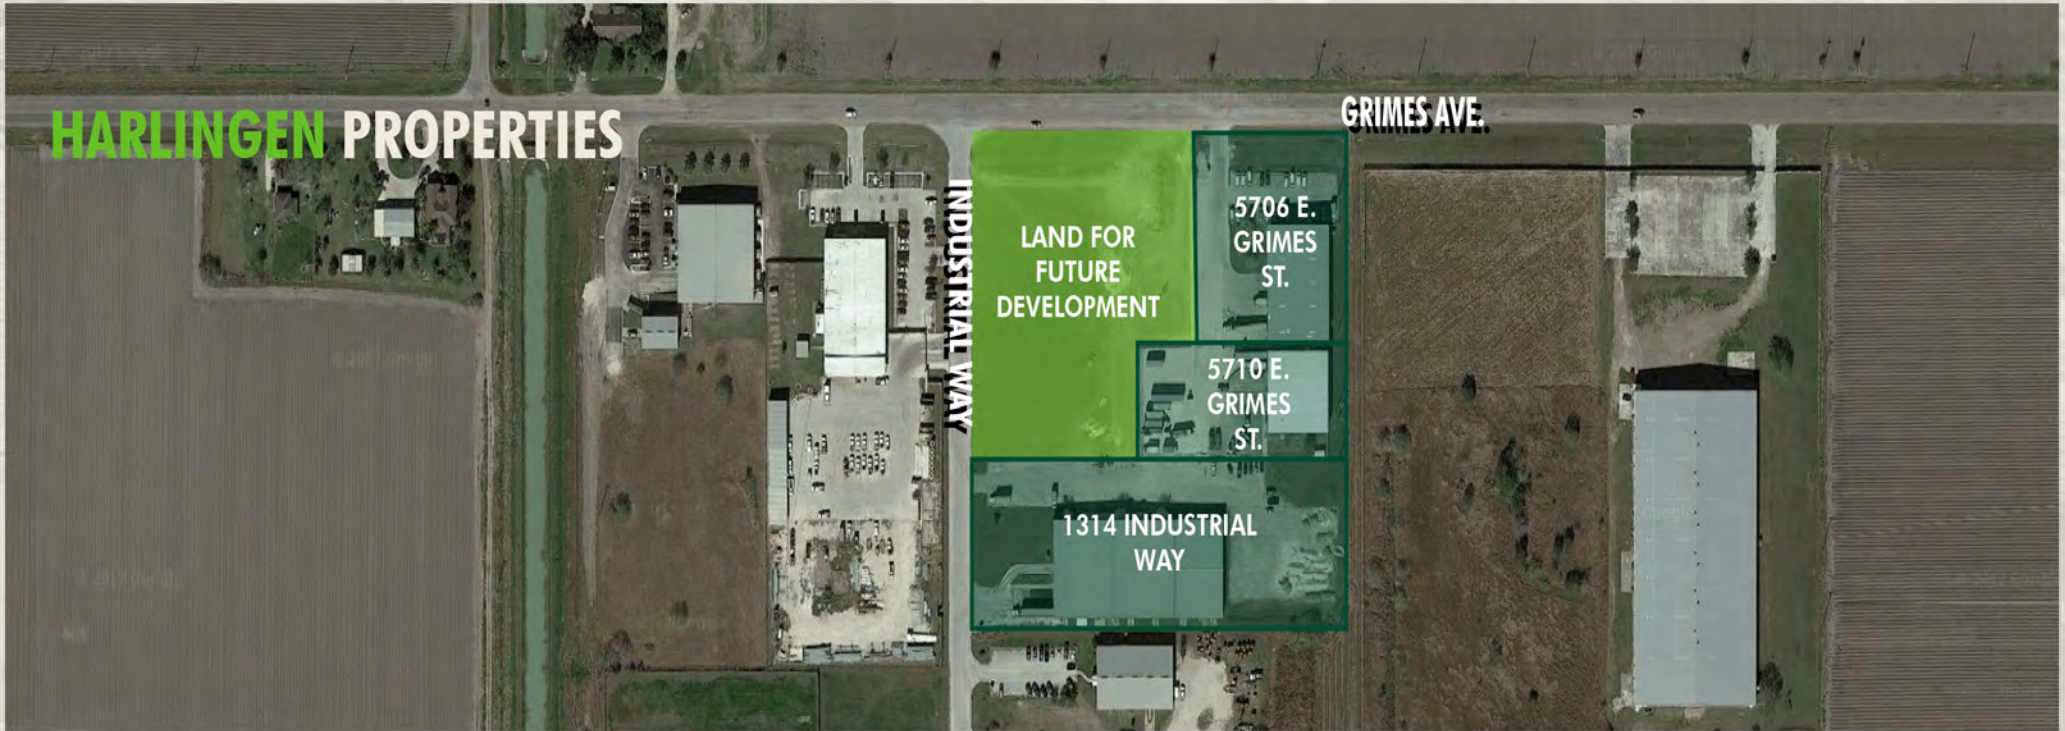 HARLINGEN PROPERTIES
GRIMES AVE.
INDUSTRIAL WAY
LAND FOR
FUTURE
DEVELOPMENT
5706 E.
GRIMES
ST.
5710 E.
GRIMES
ST.
1314 INDUSTRIAL
WAY
Google